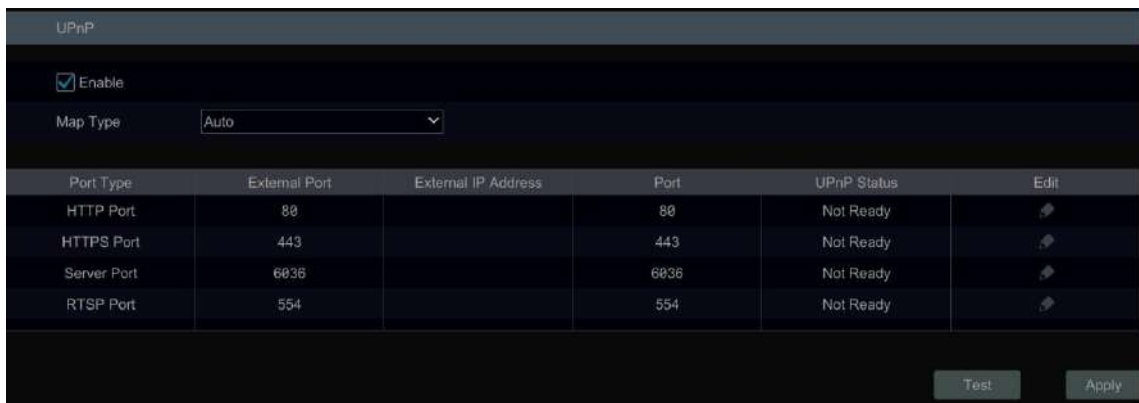 UPnP
Enable
Map Type Auto
Port Type External Port External IP Address Port UPnP Status Edit
HTTP Port 80 80 Not Ready
HTTPS Port 443 443 Not Ready
Server Port 6036 6036 Not Ready
RTSP Port 554 554 Not Ready
Test Apply